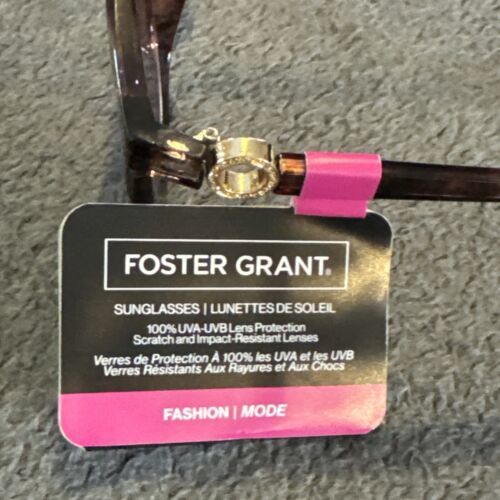 FOSTER GRANT®
SUNGLASSES | LUNETTES DE SOLEIL
100% UVA-UVB Lens Protection
Scratch and Impact-Resistant Lenses
Verres de Protection À 100% les UVA et les UVB
Verres Résistants Aux Rayures et Aux Chocs
FASHION | MODE